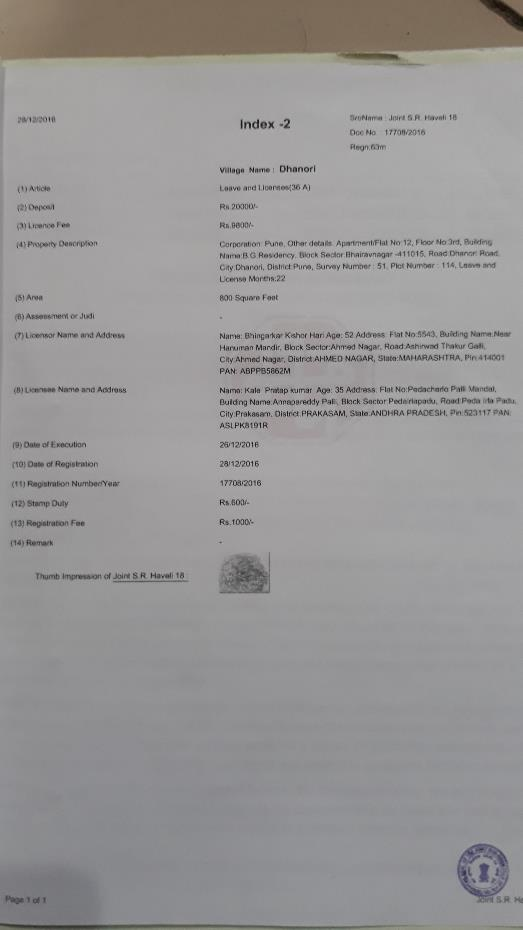 28/12/2016
Index -2
SroName : Joint S.R. Haveli 18
Doc No. : 17708/2016
Regn:63m
Village Name : Dhanori
(1) Article
Leave and Licenses(36 A)
(2) Deposit
Rs.20000/-
(3) Licence Fee
Rs.9800/-
(4) Property Description
Corporation: Pune, Other details: Apartment/Flat No:12, Floor No:3rd, Building
Name:B.G.Residency, Block Sector:Bhairavnagar -411015, Road:Dhanori Road,
City:Dhanori, District:Pune, Survey Number : 51, Plot Number : 114, Leave and
License Months:22
(5) Area
800 Square Feet
(6) Assessment or Judi
-
(7) Licensor Name and Address
Name: Bhingarkar Kishor Hari Age: 52 Address: Flat No:5543, Building Name:Near
Hanuman Mandir, Block Sector:Ahmed Nagar, Road:Ashirwad Thakur Galli,
City:Ahmed Nagar, District:AHMED NAGAR, State:MAHARASHTRA, Pin:414001
PAN: ABPPB5862M
(8) Licensee Name and Address
Name: Kale Pratap kumar Age: 35 Address: Flat No:Pedacharlo Palli Mandal,
Building Name:Annapareddy Palli, Block Sector:Pedairlapadu, Road:Peda Irla Padu,
City:Prakasam, District:PRAKASAM, State:ANDHRA PRADESH, Pin:523117 PAN:
ASLPK8191R
(9) Date of Execution
26/12/2016
(10) Date of Registration
28/12/2016
(11) Registration Number/Year
17708/2016
(12) Stamp Duty
Rs.600/-
(13) Registration Fee
Rs.1000/-
(14) Remark
-
Thumb Impression of Joint S.R. Haveli 18 :
Page 1 of 1
Joint S.R. Ha